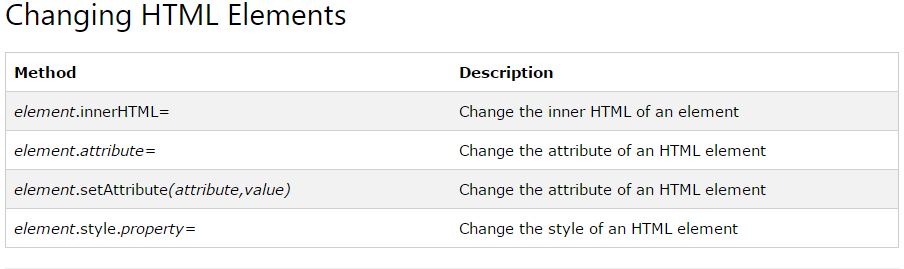 Changing HTML Elements
Method Description
element.innerHTML= Change the inner HTML of an element
element.attribute= Change the attribute of an HTML element
element.setAttribute(attribute,value) Change the attribute of an HTML element
element.style.property= Change the style of an HTML element